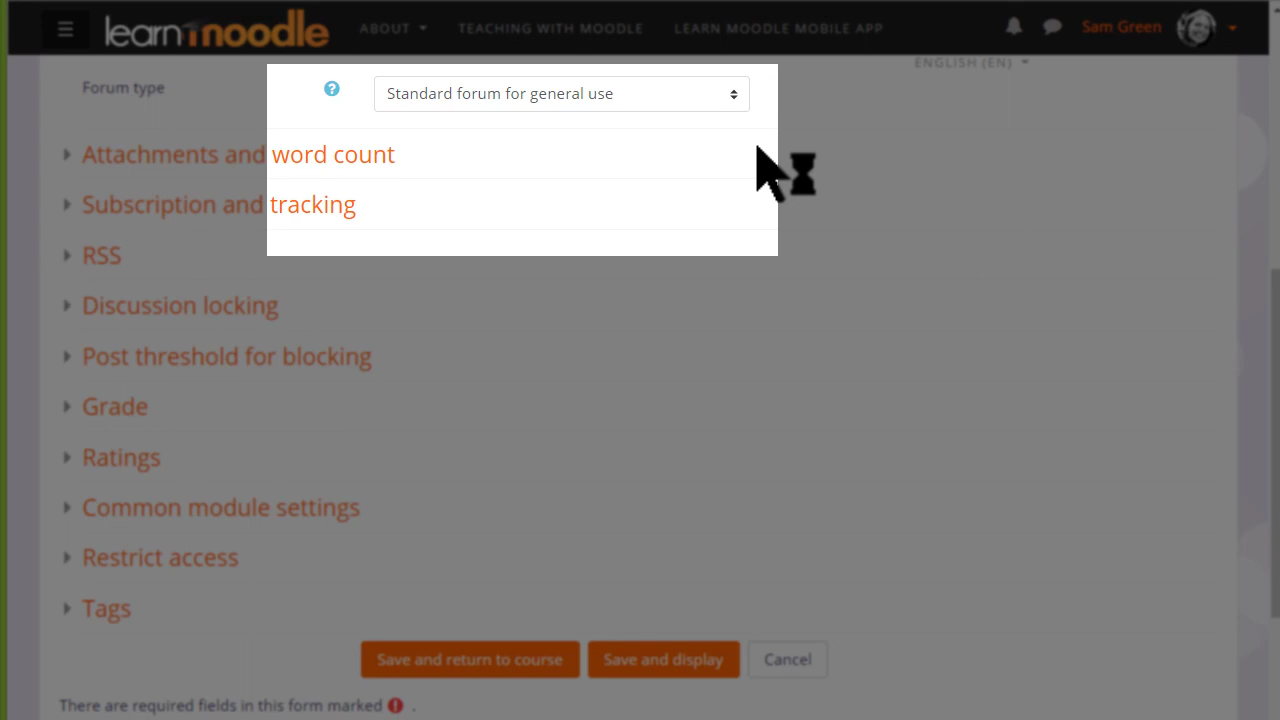 learn moodle
ABOUT TEACHING WITH MOODLE LEARN MOODLE MOBILE APP Sam Green
ENGLISH (EN)
Forum type ? Standard forum for general use
Attachments and word count
Subscription and tracking
RSS
Discussion locking
Post threshold for blocking
Grade
Ratings
Common module settings
Restrict access
Tags
Save and return to course Save and display Cancel
There are required fields in this form marked ! .